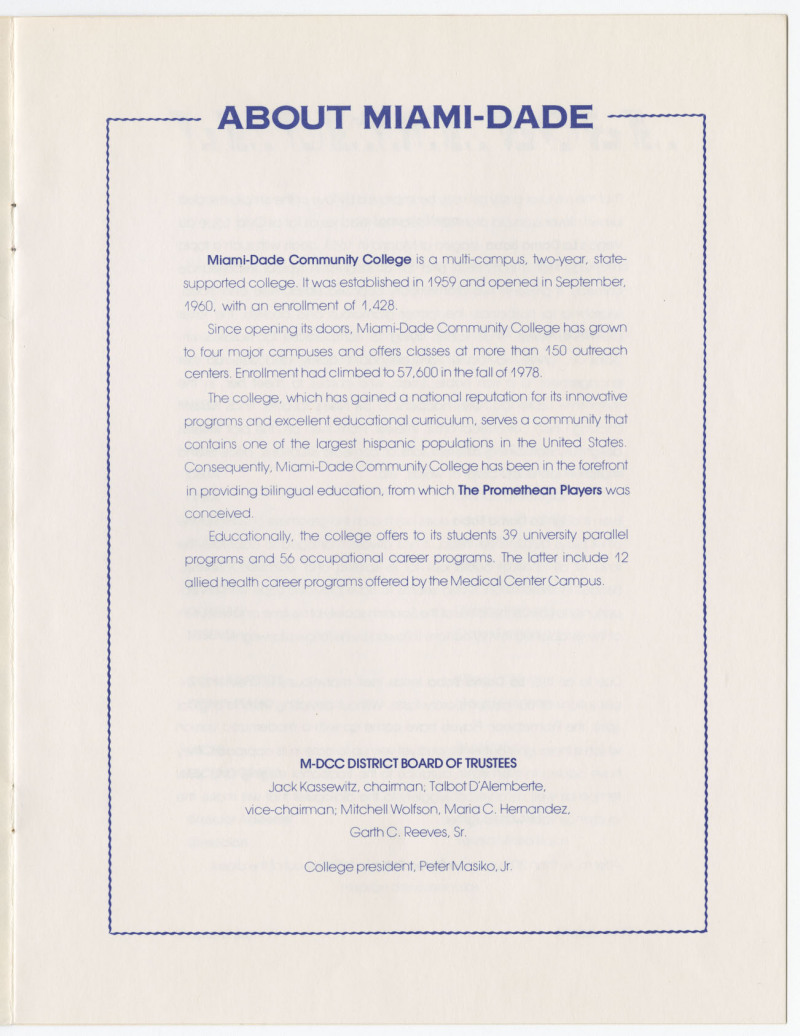 ABOUT MIAMI-DADE
Miami-Dade Community College is a multi-campus, two-year, state-
supported college. It was established in 1959 and opened in September,
1960, with an enrollment of 1,428.
Since opening its doors, Miami-Dade Community College has grown
to four major campuses and offers classes at more than 150 outreach
centers. Enrollment had climbed to 57,600 in the fall of 1978.
The college, which has gained a national reputation for its innovative
programs and excellent educational curriculum, serves a community that
contains one of the largest hispanic populations in the United States.
Consequently, Miami-Dade Community College has been in the forefront
in providing bilingual education, from which The Promethean Players was
conceived.
Educationally, the college offers to its students 39 university parallel
programs and 56 occupational career programs. The latter include 12
allied health career programs offered by the Medical Center Campus.
M-DCC DISTRICT BOARD OF TRUSTEES
Jack Kassewitz, chairman; Talbot D'Alemberte,
vice-chairman; Mitchell Wolfson, Maria C. Hernandez,
Garth C. Reeves, Sr.
College president, Peter Masiko, Jr.